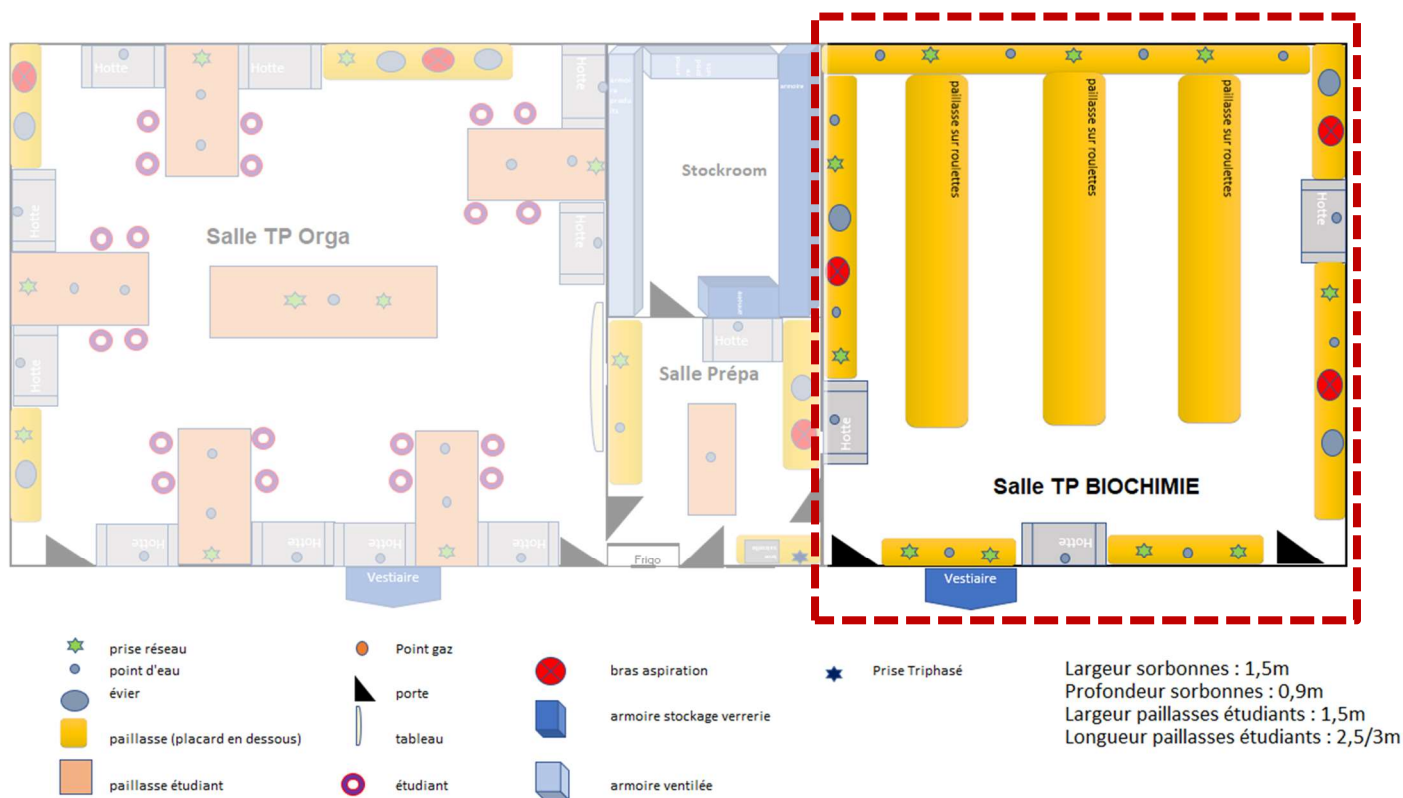 Hotte
Hotte
Hotte
armoire
paillasse sur roulettes
paillasse sur roulettes
paillasse sur roulettes
Stockroom
Hotte
Hotte
Salle TP Orga
Hotte
armoire
Hotte
Salle Prépa
Hotte
Hotte
Salle TP BIOCHIMIE
Hotte
Hotte
Hotte
Hotte
Hotte
Frigo
Vestiaire
Vestiaire
prise réseau
point d'eau
évier
paillasse (placard en dessous)
paillasse étudiant
Point gaz
porte
tableau
étudiant
bras aspiration
armoire stockage verrerie
armoire ventilée
Prise Triphasé
Largeur sorbonnes : 1,5m
Profondeur sorbonnes : 0,9m
Largeur paillasses étudiants : 1,5m
Longueur paillasses étudiants : 2,5/3m